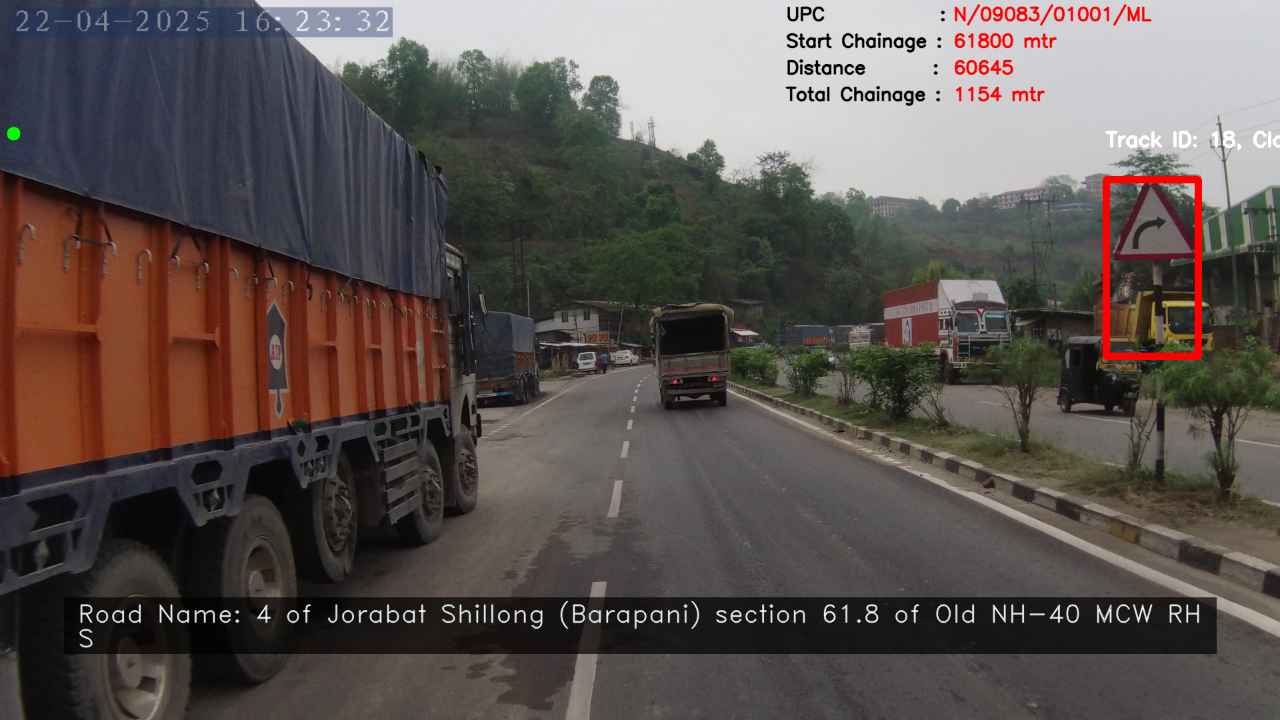 22-04-2025 16:23:32
UPC : N/09083/01001/ML
Start Chainage : 61800 mtr
Distance : 60645
Total Chainage : 1154 mtr
Track ID: 18, Cla
Road Name: 4 of Jorabat Shillong (Barapani) section 61.8 of Old NH-40 MCW RH
S